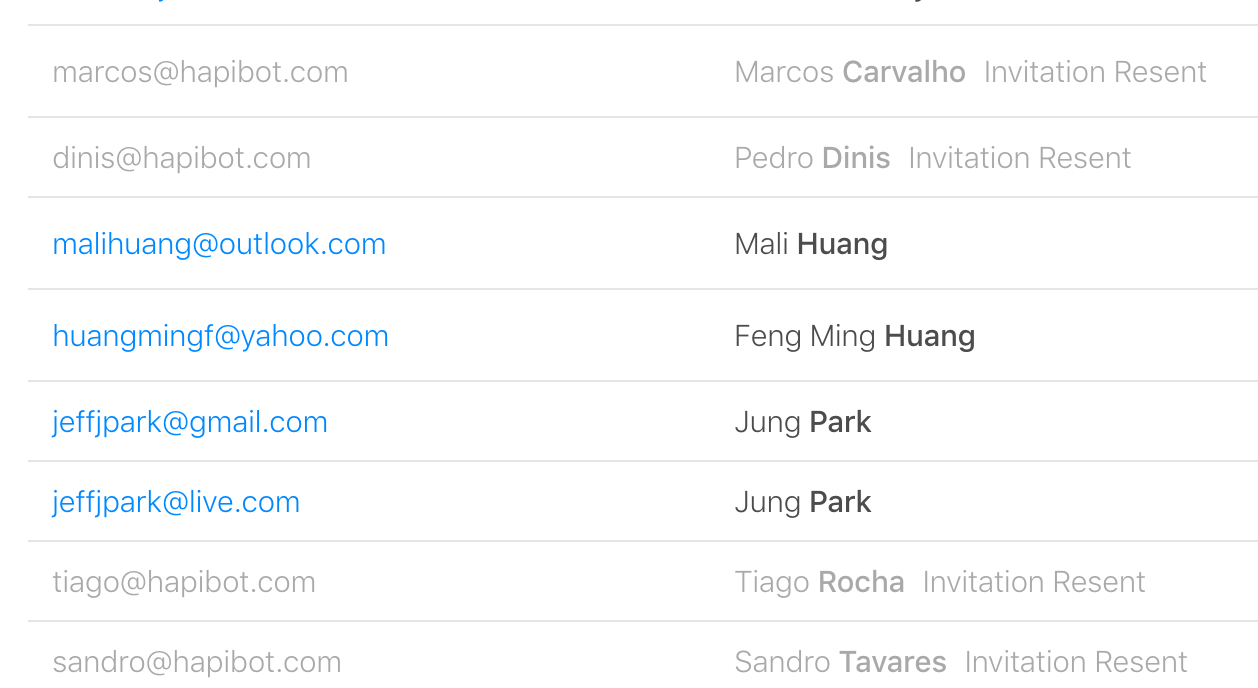 marcos@hapibot.com Marcos Carvalho Invitation Resent
dinis@hapibot.com Pedro Dinis Invitation Resent
malihuang@outlook.com Mali Huang
huangmingf@yahoo.com Feng Ming Huang
jeffjpark@gmail.com Jung Park
jeffjpark@live.com Jung Park
tiago@hapibot.com Tiago Rocha Invitation Resent
sandro@hapibot.com Sandro Tavares Invitation Resent